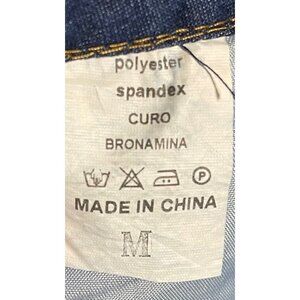 polyester
spandex
CURO
BRONAMINA
P
MADE IN CHINA
M